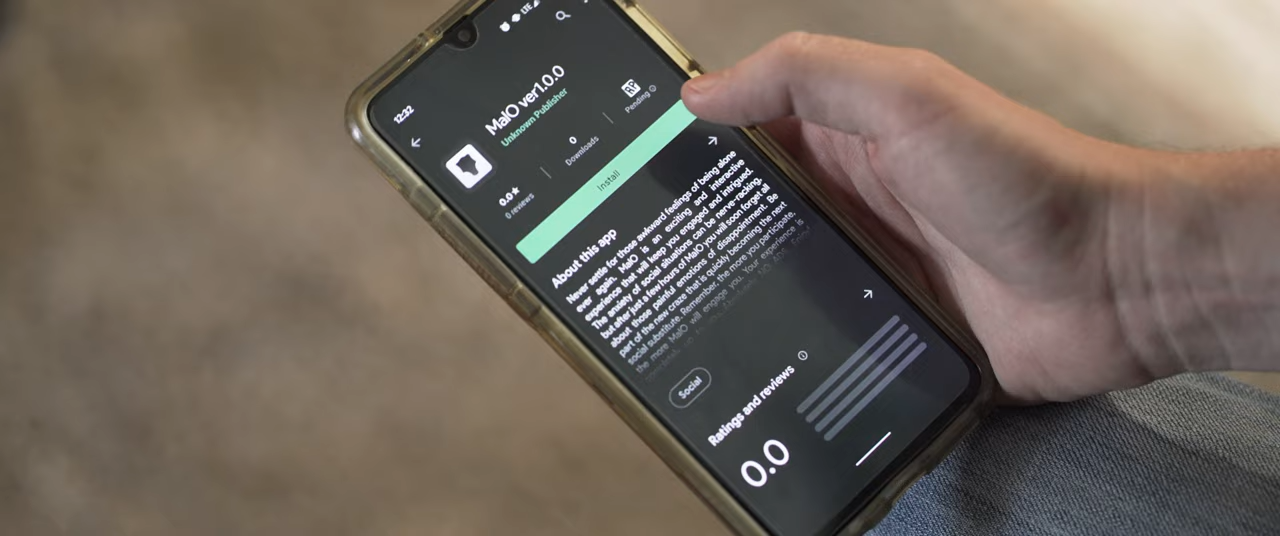 12:32
LTE
MalO ver1.0.0
Unknown Publisher
0.0★
0 reviews
0
Downloads
Pending
Install
About this app
Never settle for those awkward feelings of being alone
ever again. MalO is an exciting and interactive
experience that will keep you engaged and intrigued.
The anxiety of social situations can be nerve-racking,
but after just a few hours of MalO you will soon forget all
about those painful emotions of disappointment. Be
part of the new craze that is quickly becoming the next
social substitute. Remember, the more you participate,
the more MalO will engage you. Your experience is
Social
Ratings and reviews
0.0